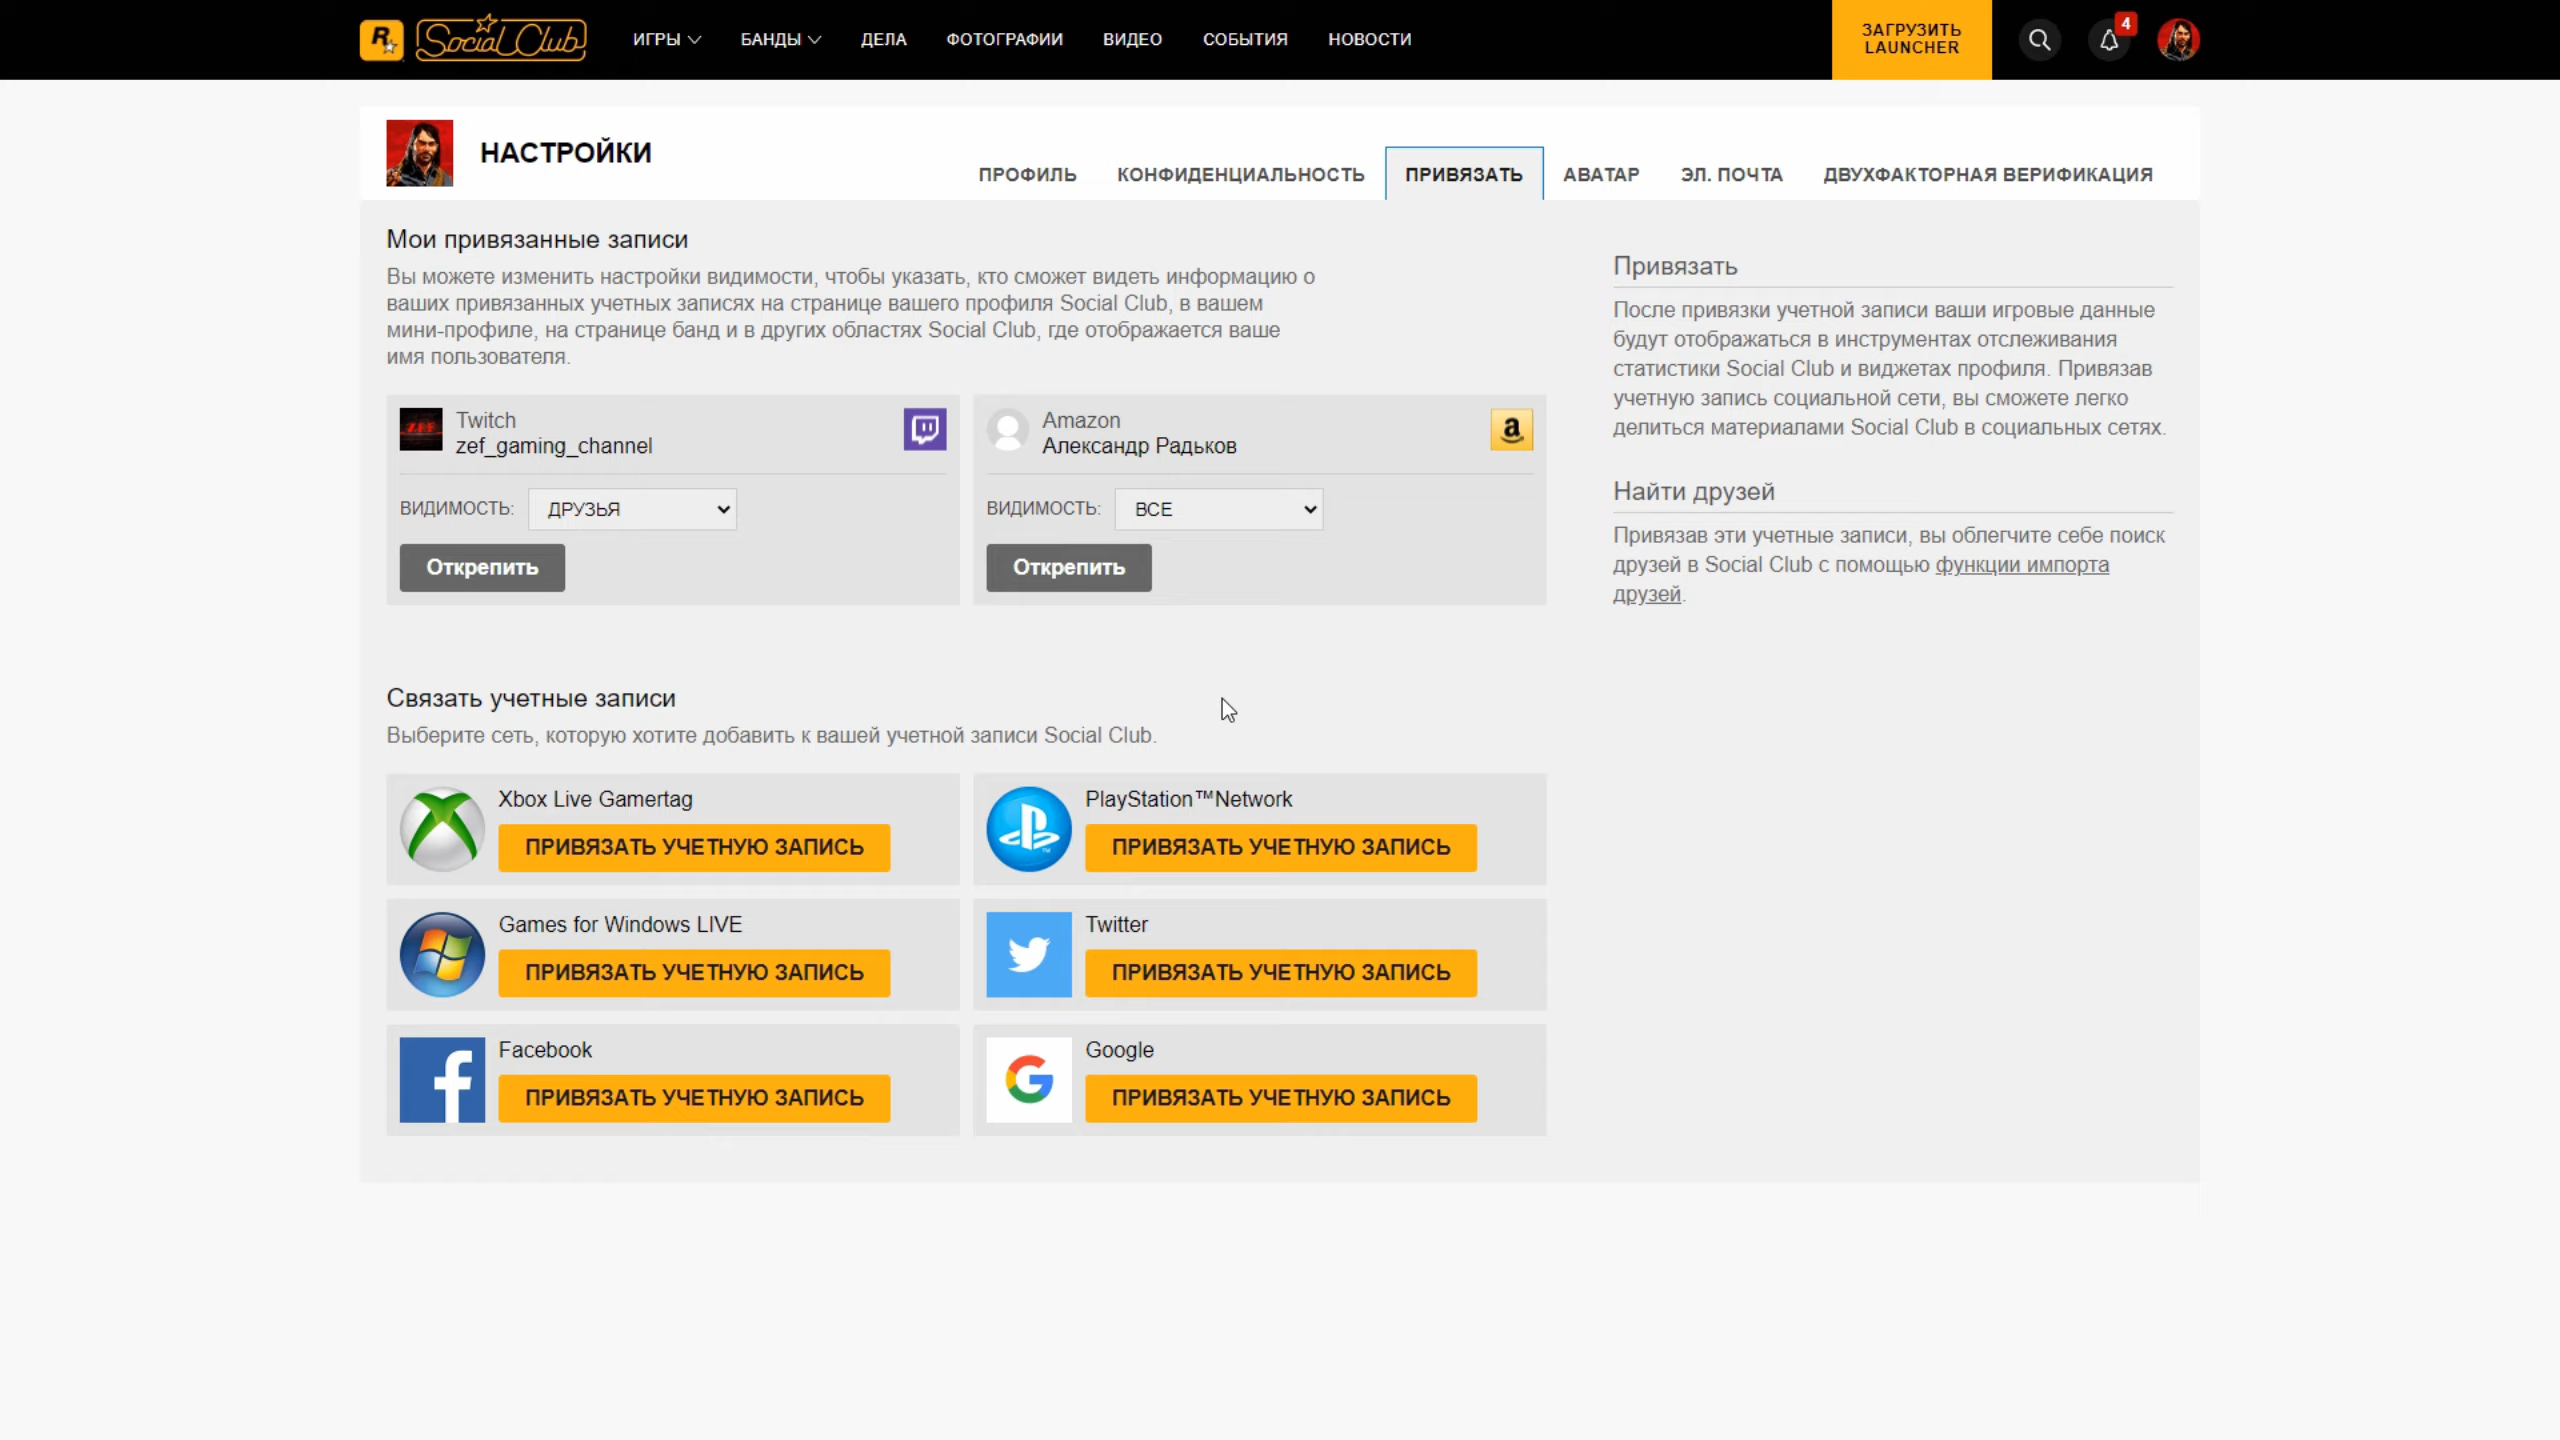 R Social Club ИГРЫ БАНДЫ ДЕЛА ФОТОГРАФИИ ВИДЕО СОБЫТИЯ НОВОСТИ
ЗАГРУЗИТЬ
LAUNCHER
4
НАСТРОЙКИ
ПРОФИЛЬ КОНФИДЕНЦИАЛЬНОСТЬ ПРИВЯЗАТЬ АВАТАР ЭЛ. ПОЧТА ДВУХФАКТОРНАЯ ВЕРИФИКАЦИЯ
Мои привязанные записи
Вы можете изменить настройки видимости, чтобы указать, кто сможет видеть информацию о
ваших привязанных учетных записях на странице вашего профиля Social Club, в вашем
мини-профиле, на странице банд и в других областях Social Club, где отображается ваше
имя пользователя.
ZEF
Twitch
zef_gaming_channel
ВИДИМОСТЬ: ДРУЗЬЯ
Открепить
Amazon
Александр Радьков
a
ВИДИМОСТЬ: ВСЕ
Открепить
Связать учетные записи
Выберите сеть, которую хотите добавить к вашей учетной записи Social Club.
Xbox Live Gamertag
ПРИВЯЗАТЬ УЧЕТНУЮ ЗАПИСЬ
PlayStation™Network
ПРИВЯЗАТЬ УЧЕТНУЮ ЗАПИСЬ
Games for Windows LIVE
ПРИВЯЗАТЬ УЧЕТНУЮ ЗАПИСЬ
Twitter
ПРИВЯЗАТЬ УЧЕТНУЮ ЗАПИСЬ
Facebook
ПРИВЯЗАТЬ УЧЕТНУЮ ЗАПИСЬ
Google
ПРИВЯЗАТЬ УЧЕТНУЮ ЗАПИСЬ
Привязать
После привязки учетной записи ваши игровые данные
будут отображаться в инструментах отслеживания
статистики Social Club и виджетах профиля. Привязав
учетную запись социальной сети, вы сможете легко
делиться материалами Social Club в социальных сетях.
Найти друзей
Привязав эти учетные записи, вы облегчите себе поиск
друзей в Social Club с помощью функции импорта
друзей.